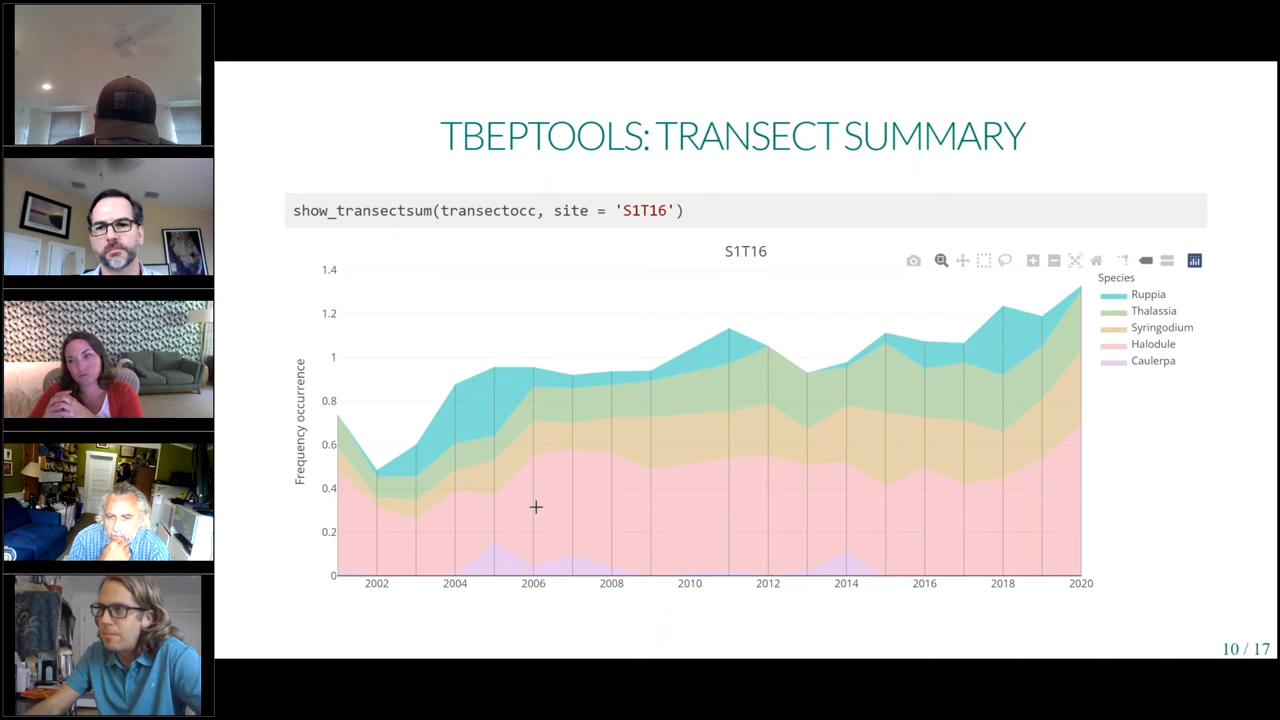 TBEPTOOLS: TRANSECT SUMMARY
show_transectsum(transectocc, site = 'S1T16')
S1T16
Species
Ruppia
Thalassia
Syringodium
Halodule
Caulerpa
Frequency occurrence
1.4
1.2
1
0.8
0.6
0.4
0.2
0
2002 2004 2006 2008 2010 2012 2014 2016 2018 2020
10 / 17